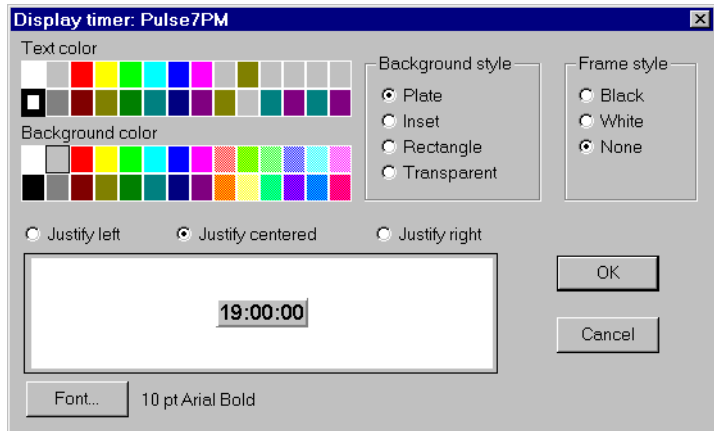 Display timer: Pulse7PM
Text color
Background color
Background style
Plate
Inset
Rectangle
Transparent
Frame style
Black
White
None
Justify left
Justify centered
Justify right
19:00:00
OK
Cancel
Font...
10 pt Arial Bold